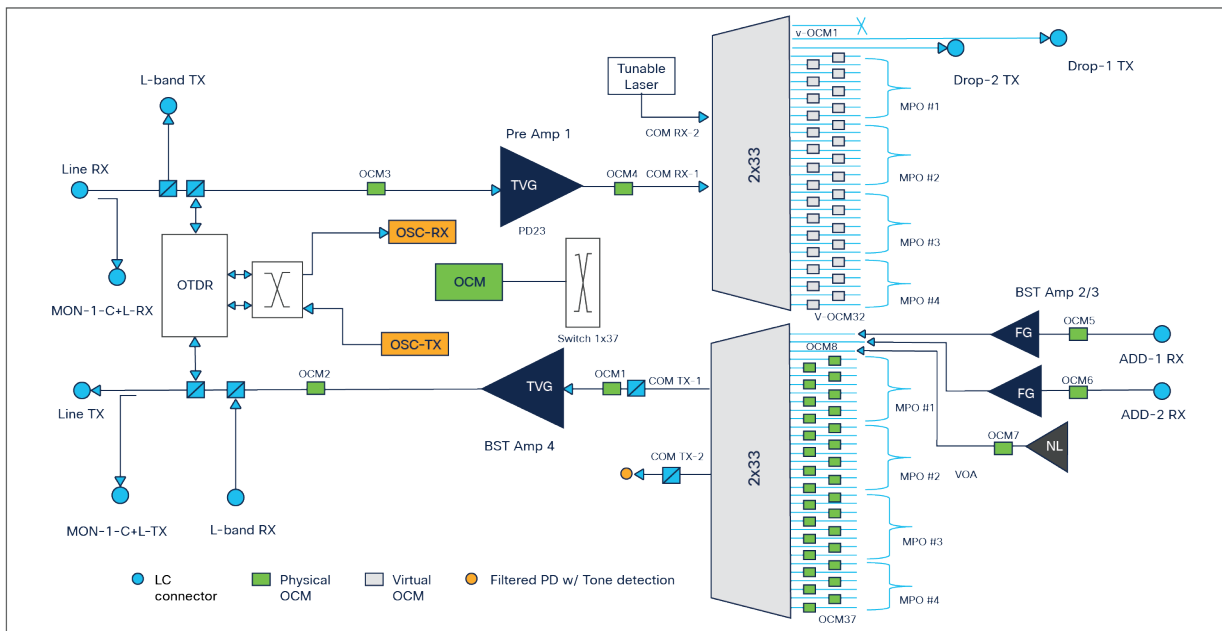 v-OCM1
Drop-1 TX
Drop-2 TX
Tunable
Laser
L-band TX
MPO #1
COM RX-2
Pre Amp 1
Line RX
OCM3
TVG
OCM4
COM RX-1
2x33
MPO #2
PD23
OSC-RX
MPO #3
OTDR
OCM
MON-1-C+L-RX
MPO #4
BST Amp 2/3
V-OCM32
Switch 1x37
OSC-TX
FG
OCM5
ADD-1 RX
OCM8
OCM2
TVG
OCM1
COM TX-1
FG
OCM6
ADD-2 RX
Line TX
MPO #1
BST Amp 4
OCM7
NL
COM TX-2
2x33
MPO #2
VOA
MON-1-C+L-TX
L-band RX
MPO #3
LC
connector
Physical
OCM
Virtual
OCM
Filtered PD w/ Tone detection
MPO #4
OCM37